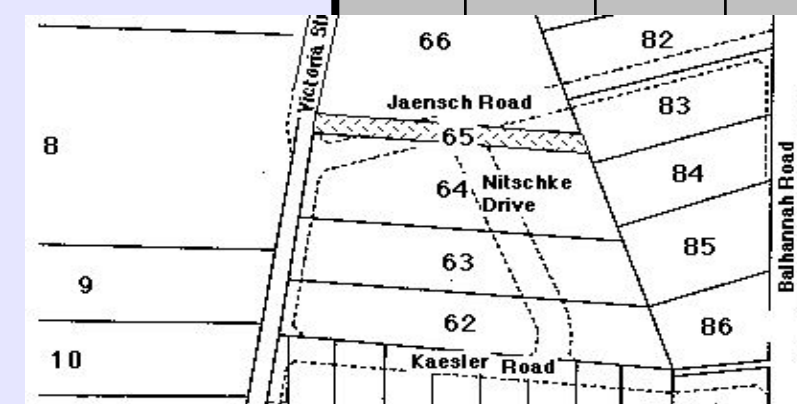 66
82
Victoria St
Jaensch Road
83
8
65
84
64
Nitschke
Drive
Balhannah Road
85
63
9
62
86
10
Kaesler Road